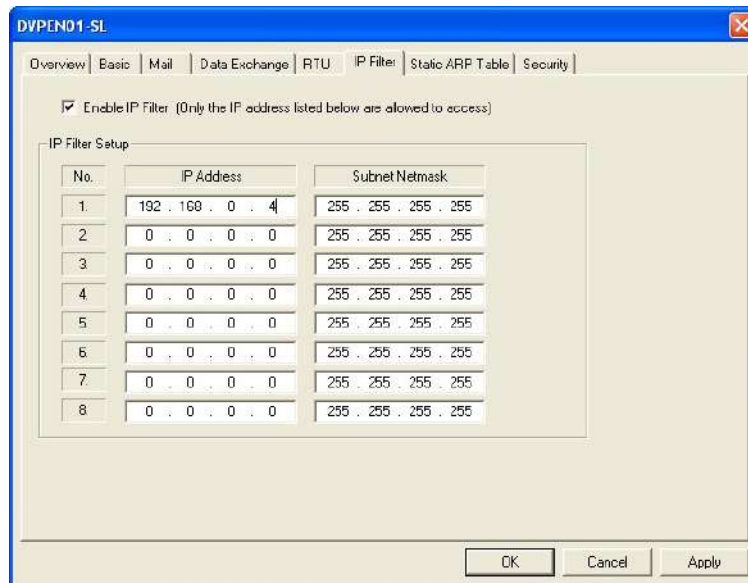 DVPEN01-SL
Overview Basic Mail Data Exchange RTU IP Filter Static ARP Table Security
Enable IP Filter (Only the IP address listed below are allowed to access)
IP Filter Setup
No. IP Address Subnet Netmask
1. 192 . 168 . 0 . 4 255 . 255 . 255 . 255
2 0 . 0 . 0 . 0 255 . 255 . 255 . 255
3. 0 . 0 . 0 . 0 255 . 255 . 255 . 255
4. 0 . 0 . 0 . 0 255 . 255 . 255 . 255
5. 0 . 0 . 0 . 0 255 . 255 . 255 . 255
6. 0 . 0 . 0 . 0 255 . 255 . 255 . 255
7. 0 . 0 . 0 . 0 255 . 255 . 255 . 255
8. 0 . 0 . 0 . 0 255 . 255 . 255 . 255
OK Cancel Apply